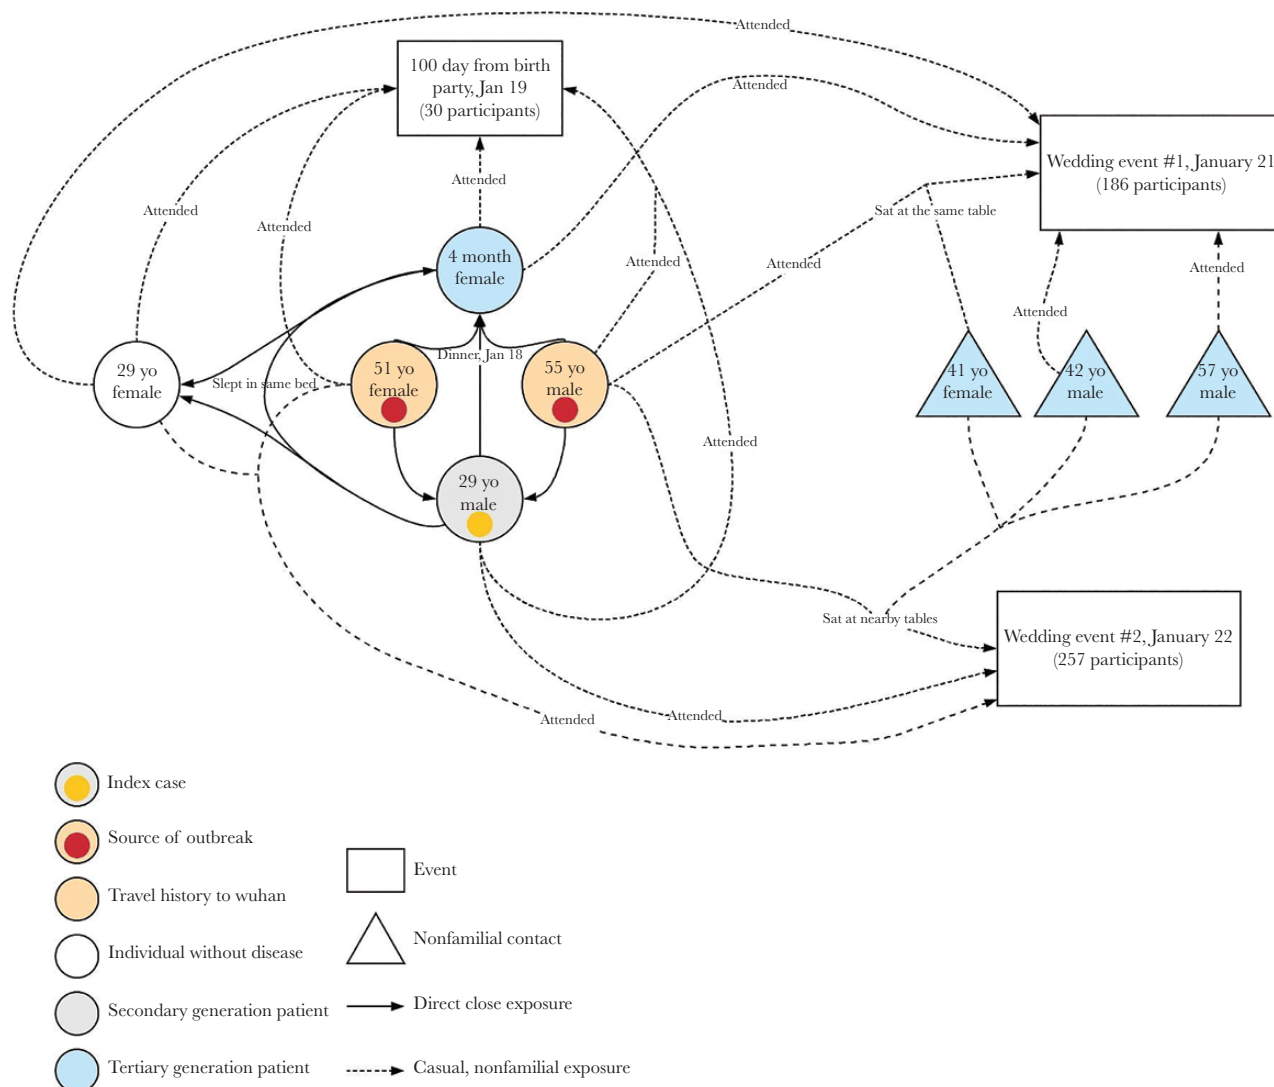 Attended
100 day from birth
party, Jan 19
(30 participants)
Attended
Wedding event #1, January 21
(186 participants)
Attended
Attended
Sat at the same table
Attended
4 month
female
Attended
Attended
Attended
Attended
Dinner, Jan 18
29 yo
female
Slept in same bed
51 yo
female
55 yo
male
41 yo
female
42 yo
male
57 yo
male
Attended
29 yo
male
Sat at nearby tables
Wedding event #2, January 22
(257 participants)
Attended
Attended
Index case
Source of outbreak
Travel history to wuhan
Individual without disease
Secondary generation patient
Tertiary generation patient
Event
Nonfamilial contact
Direct close exposure
Casual, nonfamilial exposure